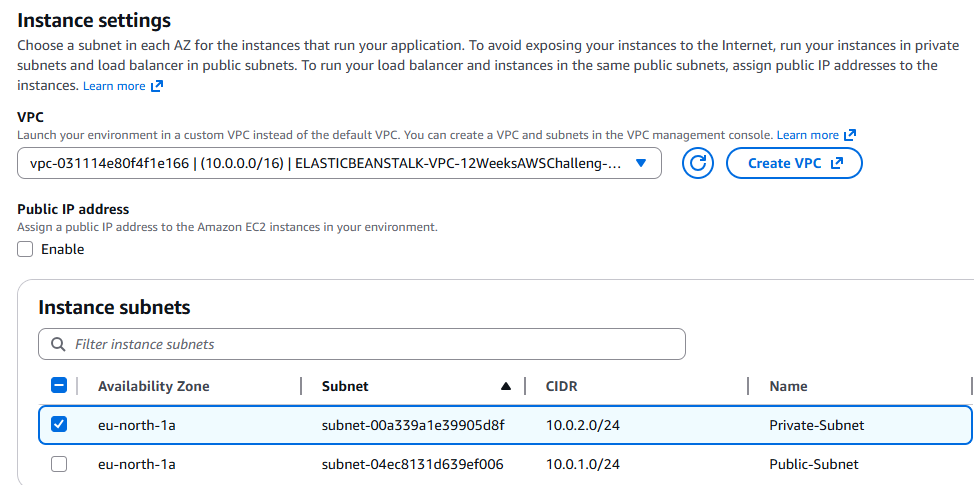 Instance settings
Choose a subnet in each AZ for the instances that run your application. To avoid exposing your instances to the Internet, run your instances in private
subnets and load balancer in public subnets. To run your load balancer and instances in the same public subnets, assign public IP addresses to the
instances. Learn more
VPC
Launch your environment in a custom VPC instead of the default VPC. You can create a VPC and subnets in the VPC management console. Learn more
vpc-031114e80f4f1e166 | (10.0.0.0/16) | ELASTICBEANSTALK-VPC-12WeeksAWSChalleng-...
Create VPC
Public IP address
Assign a public IP address to the Amazon EC2 instances in your environment.
Enable
Instance subnets
Filter instance subnets
Availability Zone Subnet CIDR Name
eu-north-1a subnet-00a339a1e39905d8f 10.0.2.0/24 Private-Subnet
eu-north-1a subnet-04ec8131d639ef006 10.0.1.0/24 Public-Subnet